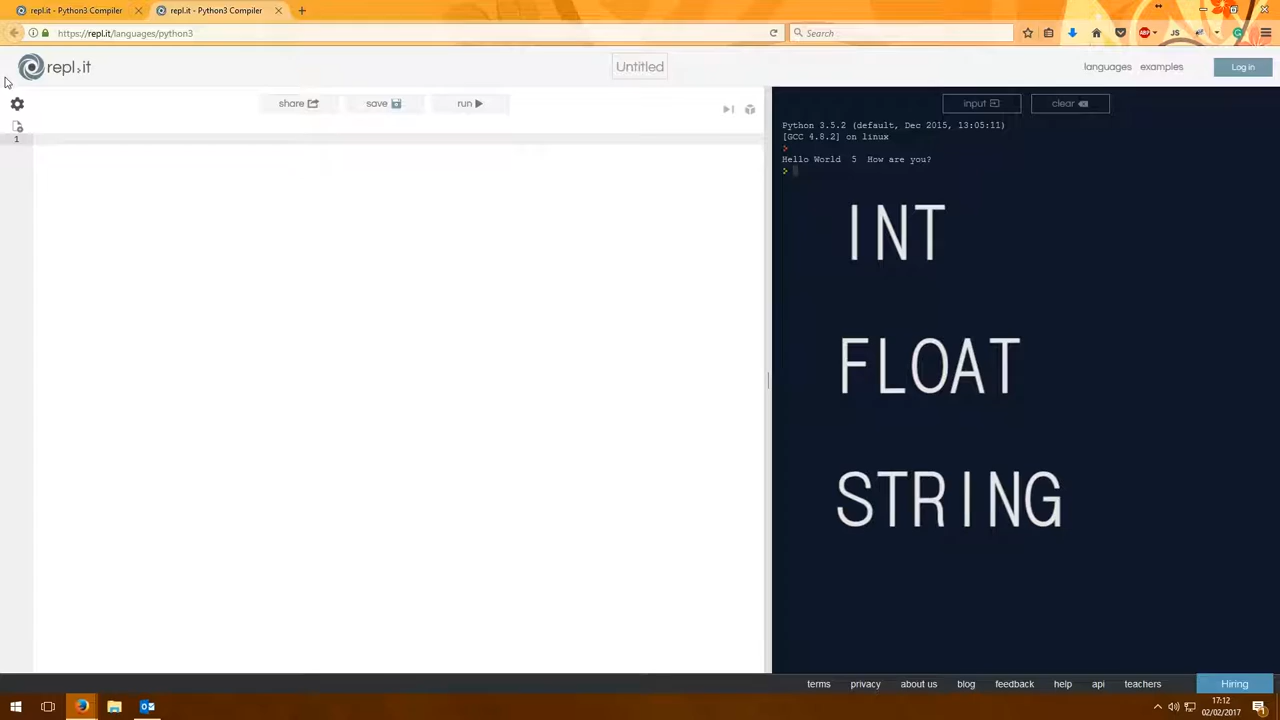 repl.it - Python3 Compiler
repl.it - Python3 Compiler
https://repl.it/languages/python3
Search
ABP
JS
repl.it
Untitled
languages
examples
Log in
share
save
run
input
clear
1
Python 3.5.2 (default, Dec 2015, 13:05:11)
[GCC 4.8.2] on linux
Hello World  5  How are you?
INT
FLOAT
STRING
terms
privacy
about us
blog
feedback
help
api
teachers
Hiring
17:12
02/02/2017